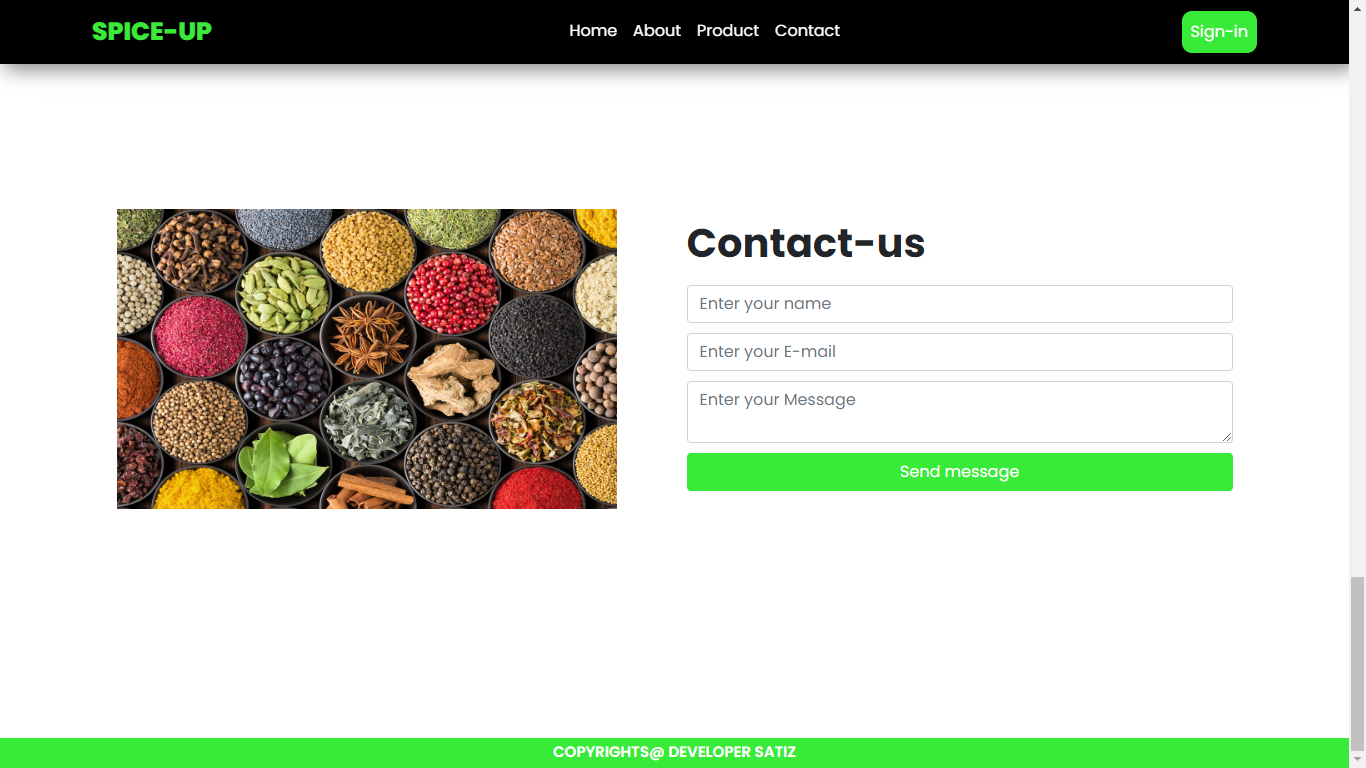 SPICE-UP
Home About Product Contact
Sign-in
Contact-us
Enter your name
Enter your E-mail
Enter your Message
Send message
COPYRIGHTS@ DEVELOPER SATIZ